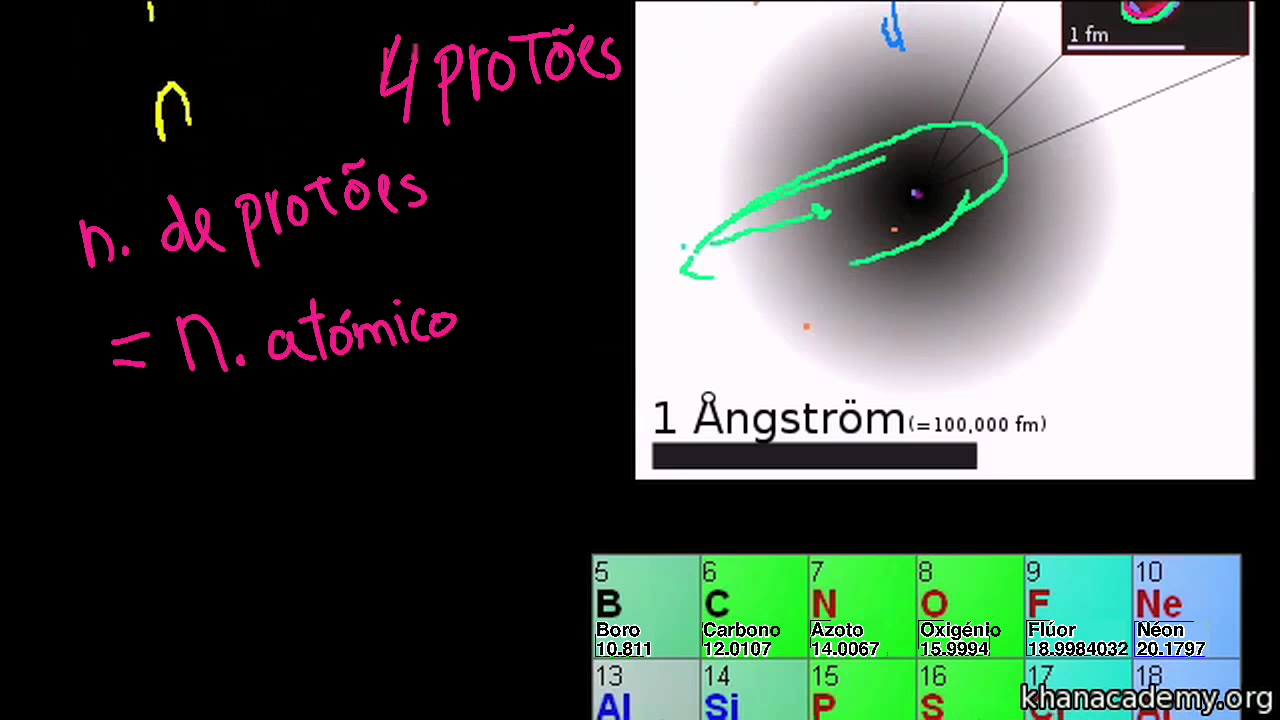 4 protões
n
n. de protões
= n. atómico
1 fm
1 Ångström (=100,000 fm)
5 6 7 8 9 10
B C N O F Ne
Boro Carbono Azoto Oxigénio Flúor Néon
10.811 12.0107 14.0067 15.9994 18.9984032 20.1797
13 14 15 16 17 18
Al Si P S Cl Ar
khanacademy.org